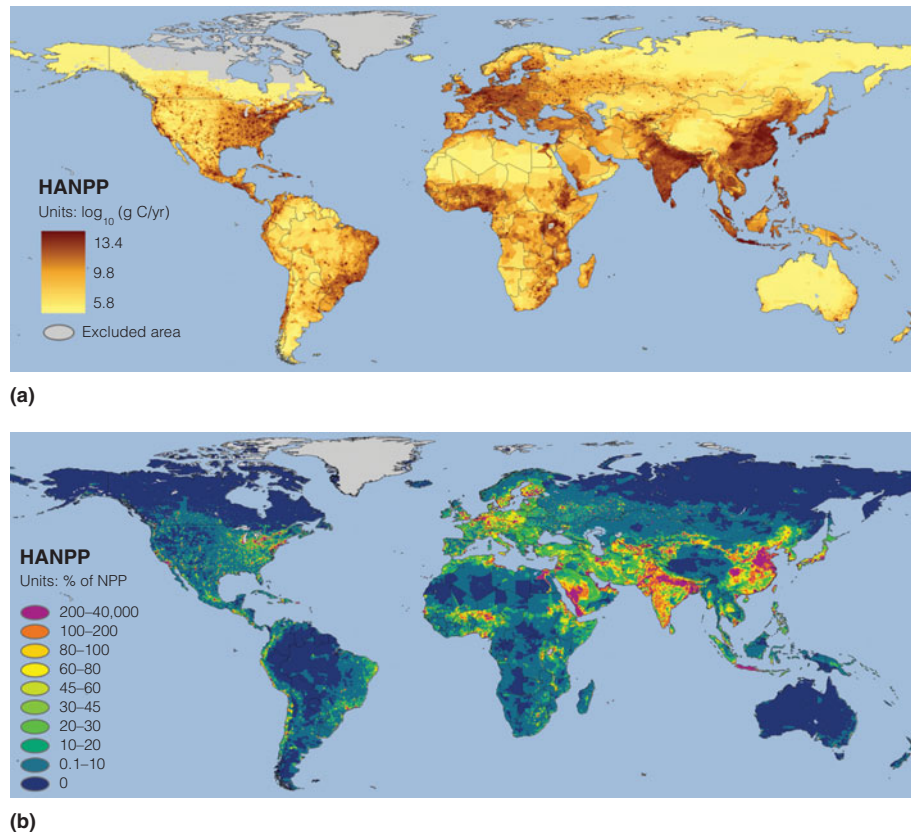 HANPP
Units: log₁₀ (g C/yr)
13.4
9.8
5.8
Excluded area
(a)
HANPP
Units: % of NPP
200–40,000
100–200
80–100
60–80
45–60
30–45
20–30
10–20
0.1–10
0
(b)